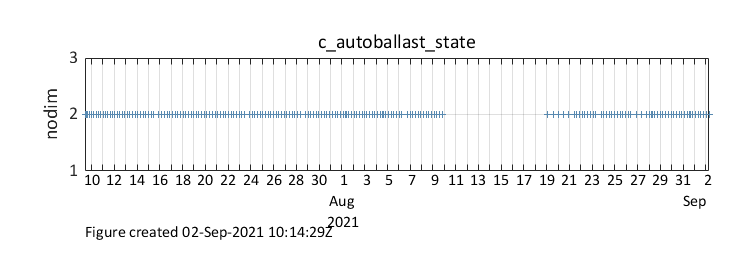 c_autoballast_state
3
2
1
nodim
10 12 14 16 18 20 22 24 26 28 30 1 3 5 7 9 11 13 15 17 19 21 23 25 27 29 31 2
Aug Sep
2021
Figure created 02-Sep-2021 10:14:29Z